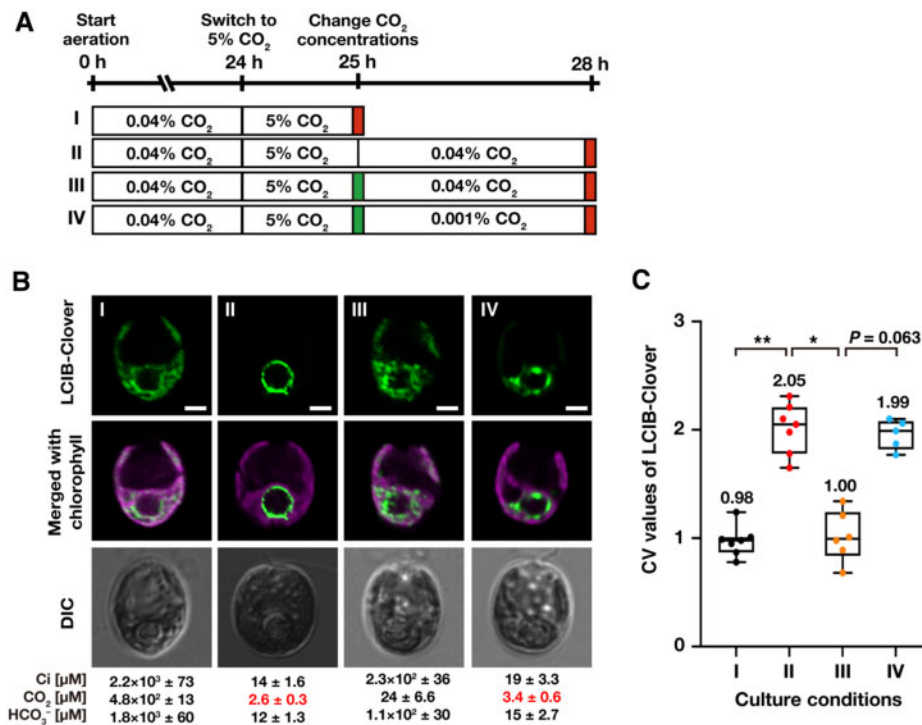 A
Start aeration
0 h
Switch to 5% CO₂
24 h
Change CO₂ concentrations
25 h
28 h
I
0.04% CO₂
5% CO₂
II
0.04% CO₂
5% CO₂
0.04% CO₂
III
0.04% CO₂
5% CO₂
0.04% CO₂
IV
0.04% CO₂
5% CO₂
0.001% CO₂
B
I
II
III
IV
LCIB-Clover
Merged with chlorophyll
DIC
Ci [µM] 2.2×10³ ± 73 14 ± 1.6 2.3×10² ± 36 19 ± 3.3
CO₂ [µM] 4.8×10² ± 13 2.6 ± 0.3 24 ± 6.6 3.4 ± 0.6
HCO₃⁻ [µM] 1.8×10³ ± 60 12 ± 1.3 1.1×10² ± 30 15 ± 2.7
C
CV values of LCIB-Clover
3
2
1
0
**
*
P = 0.063
0.98
2.05
1.00
1.99
I II III IV
Culture conditions